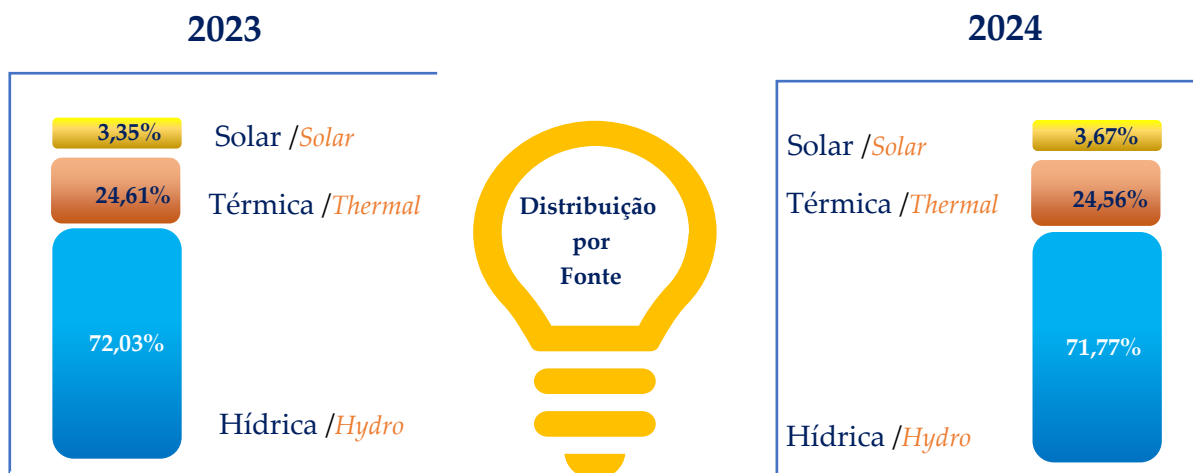 2023
3,35%
Solar /Solar
24,61%
Térmica /Thermal
72,03%
Hídrica /Hydro
Distribuição
por
Fonte
2024
Solar /Solar
3,67%
Térmica /Thermal
24,56%
71,77%
Hídrica /Hydro